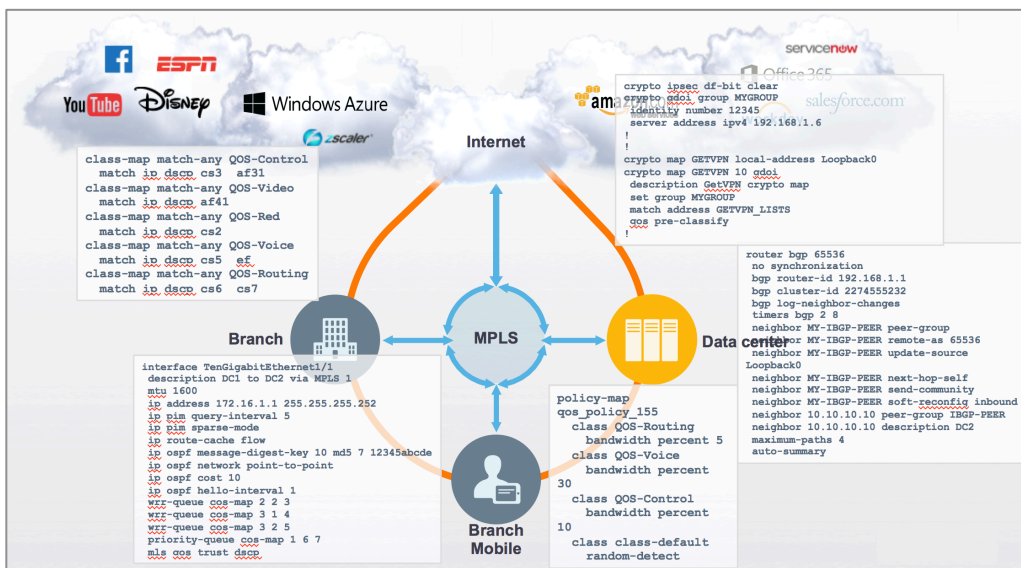 servicenow
ESPN
Office 365
You Tube
Disney
Windows Azure
amazon.com
web services
salesforce.com
zscaler
Internet
class-map match-any QOS-Control
match ip dscp cs3 af31
class-map match-any QOS-Video
match ip dscp af41
class-map match-any QOS-Red
match ip dscp cs2
class-map match-any QOS-Voice
match ip dscp cs5 ef
class-map match-any QOS-Routing
match ip dscp cs6 cs7
crypto ipsec df-bit clear
crypto gdoi group MYGROUP
identity number 12345
server address ipv4 192.168.1.6
!
!
crypto map GETVPN local-address Loopback0
crypto map GETVPN 10 gdoi
description GetVPN crypto map
set group MYGROUP
match address GETVPN_LISTS
qos pre-classify
!
router bgp 65536
no synchronization
bgp router-id 192.168.1.1
bgp cluster-id 2274555232
bgp log-neighbor-changes
timers bgp 2 8
neighbor MY-IBGP-PEER peer-group
neighbor MY-IBGP-PEER remote-as 65536
neighbor MY-IBGP-PEER update-source
Loopback0
neighbor MY-IBGP-PEER next-hop-self
neighbor MY-IBGP-PEER send-community
neighbor MY-IBGP-PEER soft-reconfig inbound
neighbor 10.10.10.10 peer-group IBGP-PEER
neighbor 10.10.10.10 description DC2
maximum-paths 4
auto-summary
Branch
MPLS
Data center
interface TenGigabitEthernet1/1
description DC1 to DC2 via MPLS 1
mtu 1600
ip address 172.16.1.1 255.255.255.252
ip pim query-interval 5
ip pim sparse-mode
ip route-cache flow
ip ospf message-digest-key 10 md5 7 12345abcde
ip ospf network point-to-point
ip ospf cost 10
ip ospf hello-interval 1
wrr-queue cos-map 2 2 3
wrr-queue cos-map 3 1 4
wrr-queue cos-map 3 2 5
priority-queue cos-map 1 6 7
mls qos trust dscp
policy-map
qos_policy_155
class QOS-Routing
bandwidth percent 5
class QOS-Voice
bandwidth percent
30
class QOS-Control
bandwidth percent
10
class class-default
random-detect
Branch
Mobile